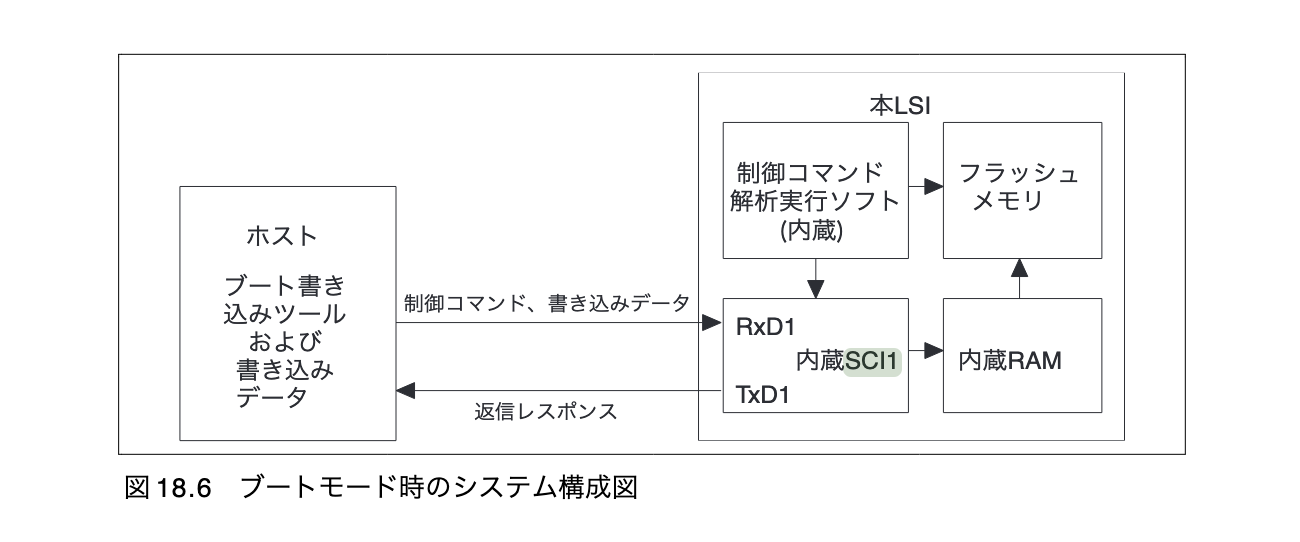 本LSI
制御コマンド
解析実行ソフト
(内蔵)
フラッシュ
メモリ
ホスト
ブート書き
込みツール
および
書き込み
データ
制御コマンド、書き込みデータ
返信レスポンス
RxD1
内蔵SCI1
TxD1
内蔵RAM
図 18.6　ブートモード時のシステム構成図